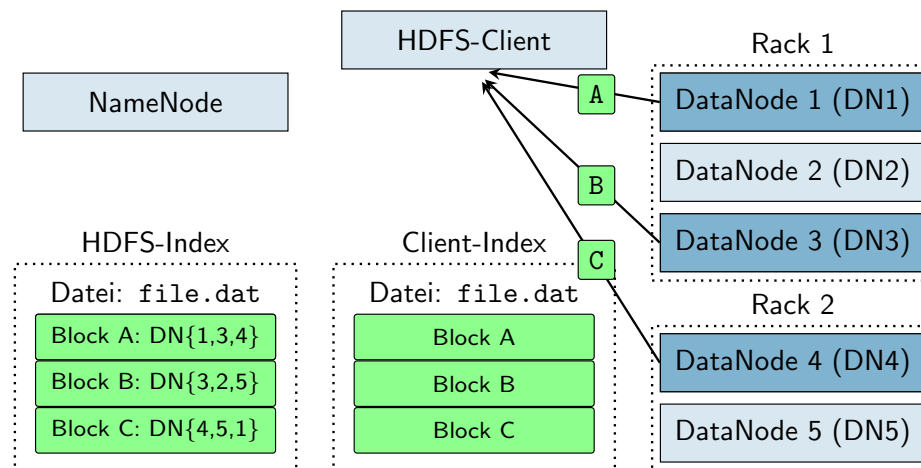 HDFS-Client
NameNode
Rack 1
DataNode 1 (DN1)
DataNode 2 (DN2)
DataNode 3 (DN3)
A
B
C
HDFS-Index
Datei: file.dat
Block A: DN{1,3,4}
Block B: DN{3,2,5}
Block C: DN{4,5,1}
Client-Index
Datei: file.dat
Block A
Block B
Block C
Rack 2
DataNode 4 (DN4)
DataNode 5 (DN5)